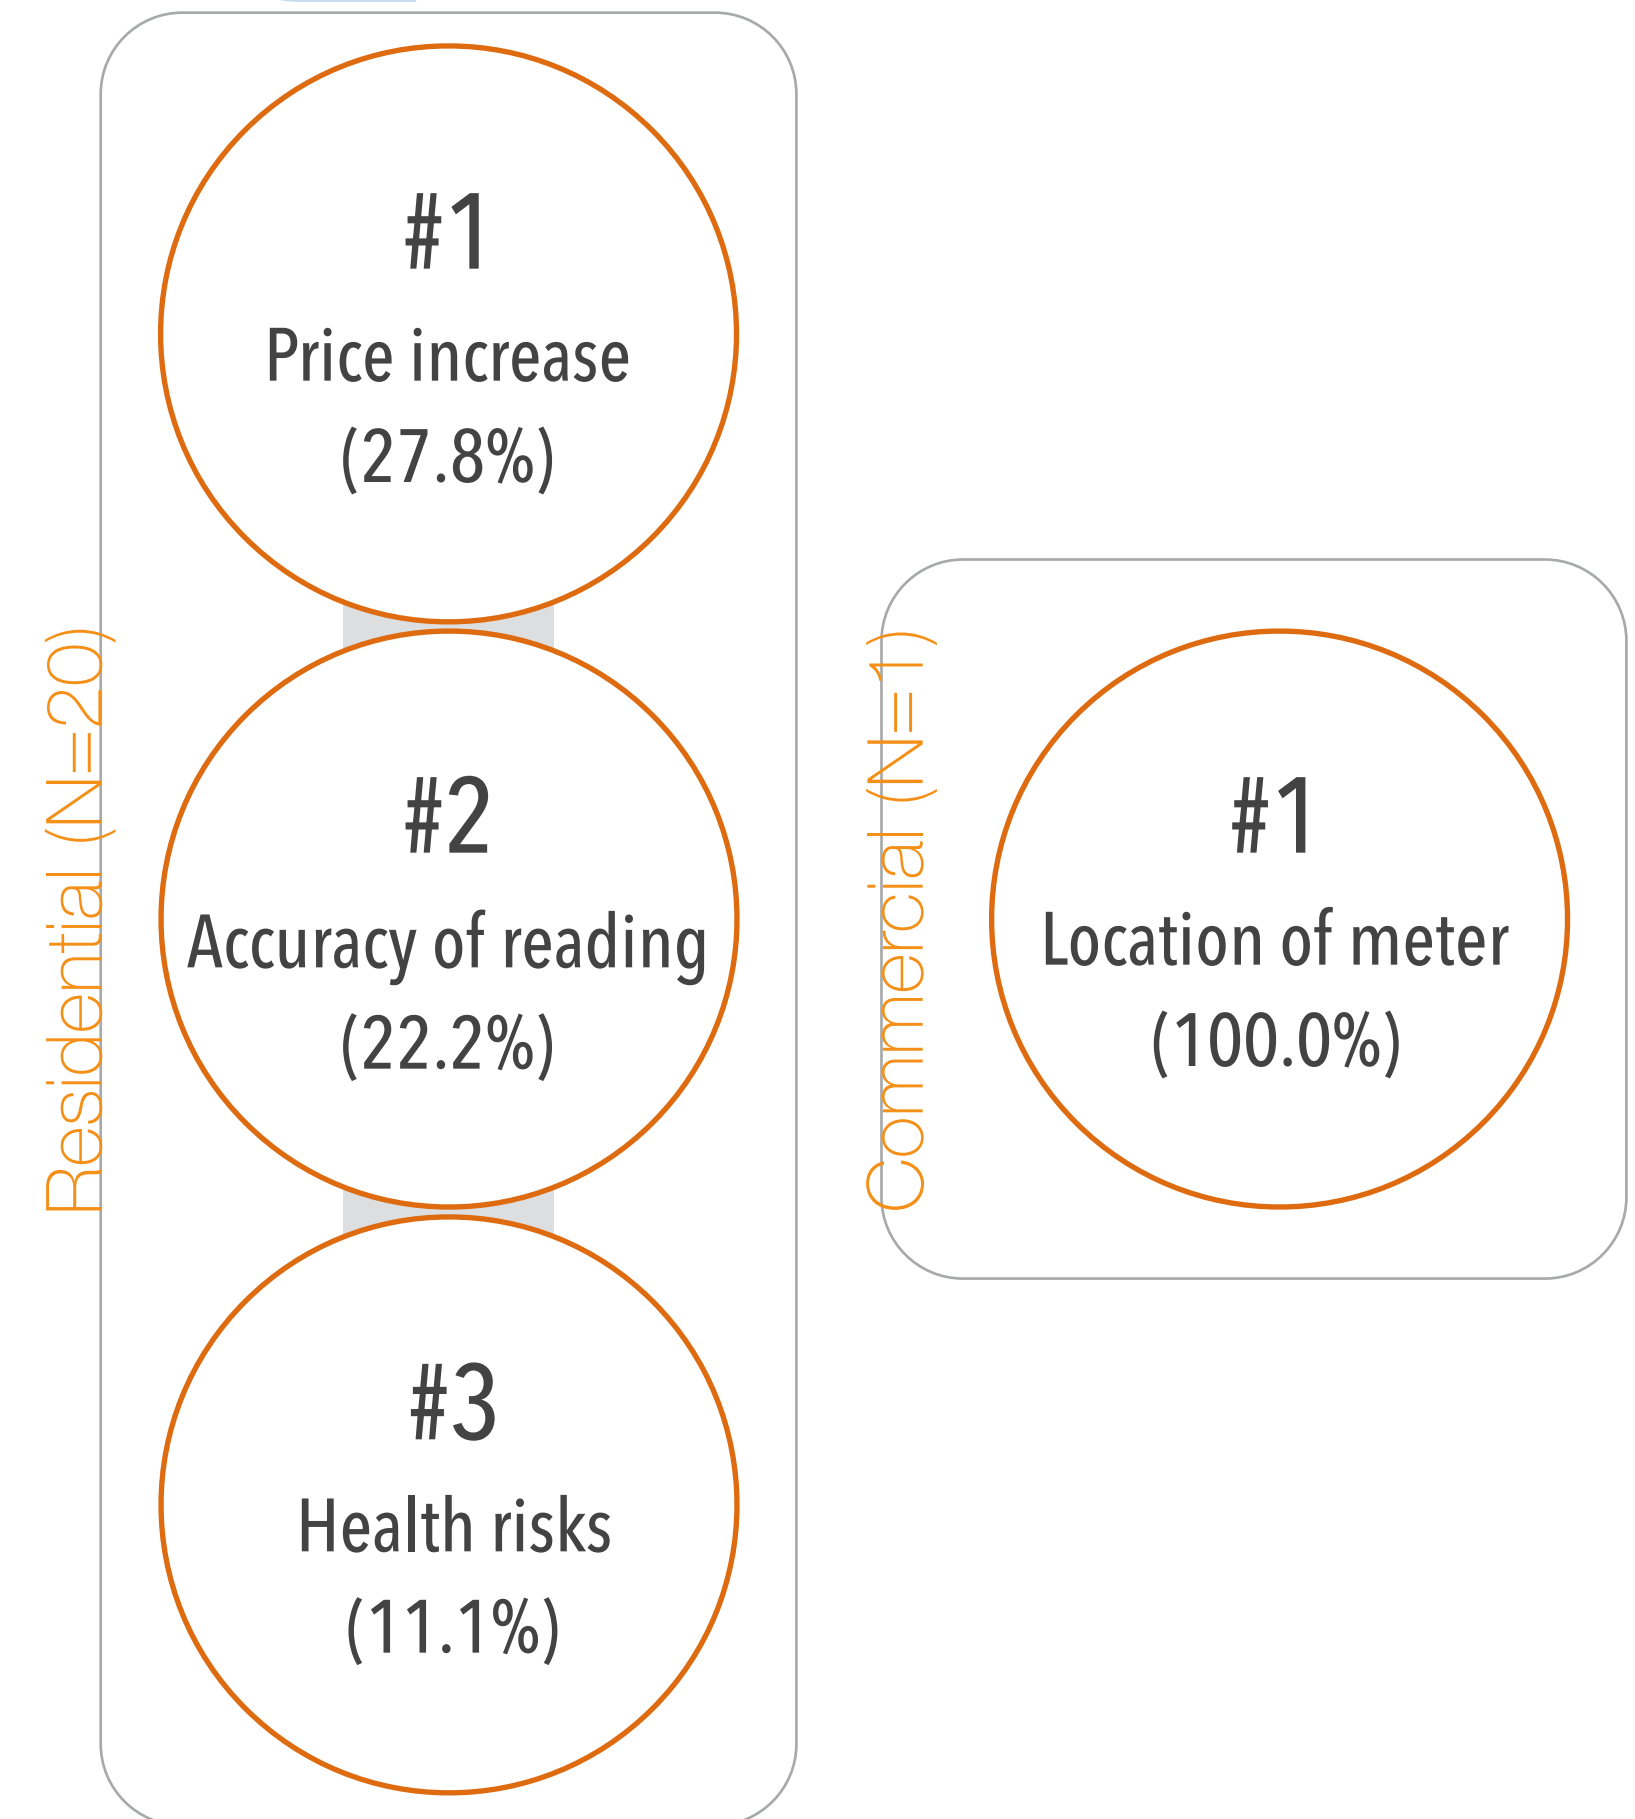 Residential (N=20)
#1
Price increase
(27.8%)
#2
Accuracy of reading
(22.2%)
#3
Health risks
(11.1%)
Commercial (N=1)
#1
Location of meter
(100.0%)